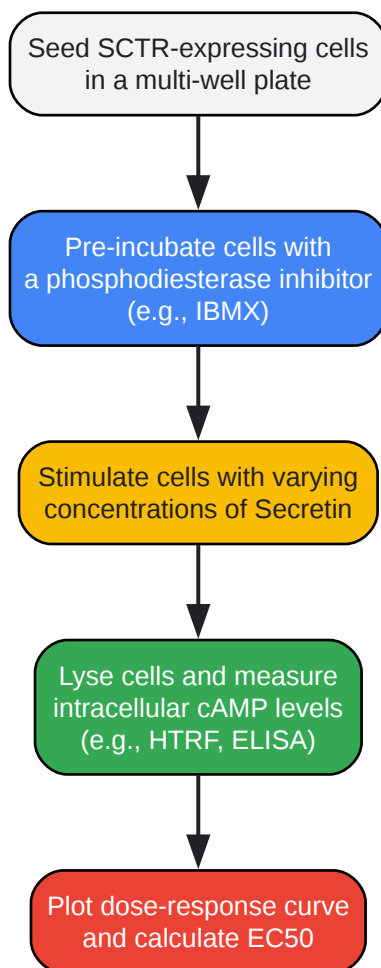 Seed SCTR-expressing cells
in a multi-well plate
Pre-incubate cells with
a phosphodiesterase inhibitor
(e.g., IBMX)
Stimulate cells with varying
concentrations of Secretin
Lyse cells and measure
intracellular cAMP levels
(e.g., HTRF, ELISA)
Plot dose-response curve
and calculate EC50